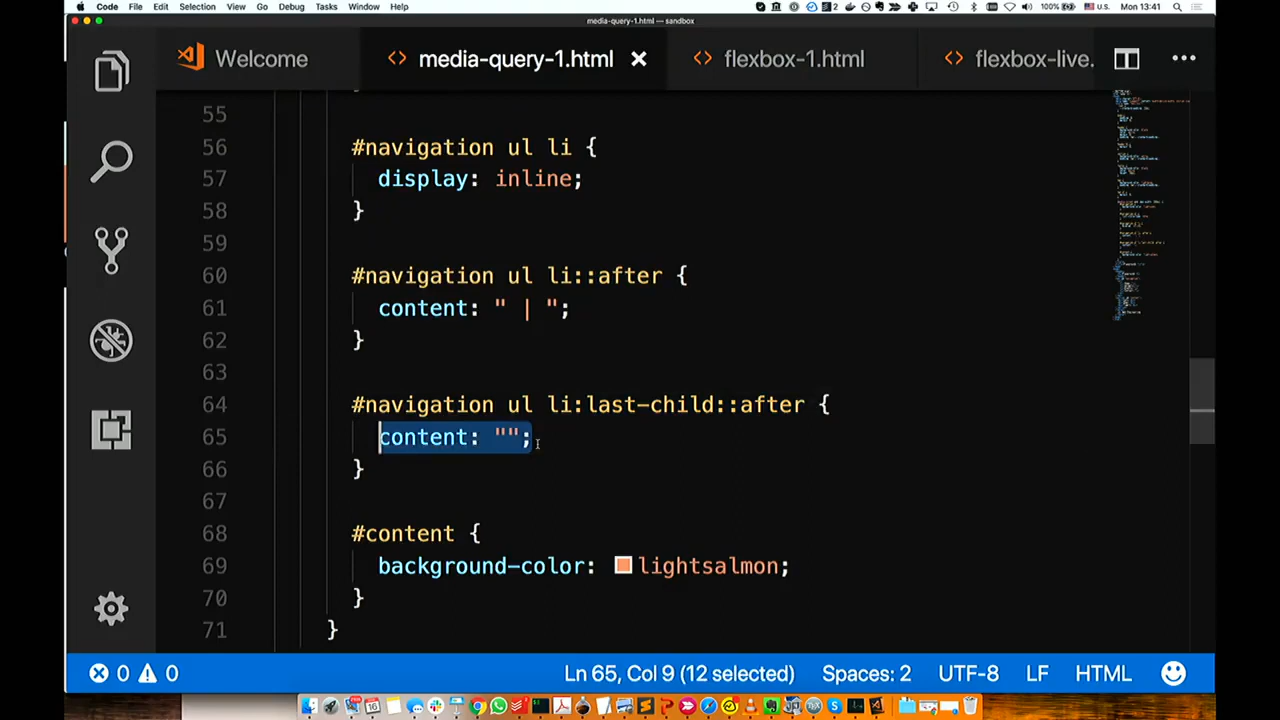 Code File Edit Selection View Go Debug Tasks Window Help 2 100% U.S. Mon 13:41
media-query-1.html — sandbox
Welcome media-query-1.html flexbox-1.html flexbox-live.
55
56 #navigation ul li {
57 display: inline;
58 }
59
60 #navigation ul li::after {
61 content: " | ";
62 }
63
64 #navigation ul li:last-child::after {
65 content: "";
66 }
67
68 #content {
69 background-color: lightsalmon;
70 }
71 }
0 0 Ln 65, Col 9 (12 selected) Spaces: 2 UTF-8 LF HTML